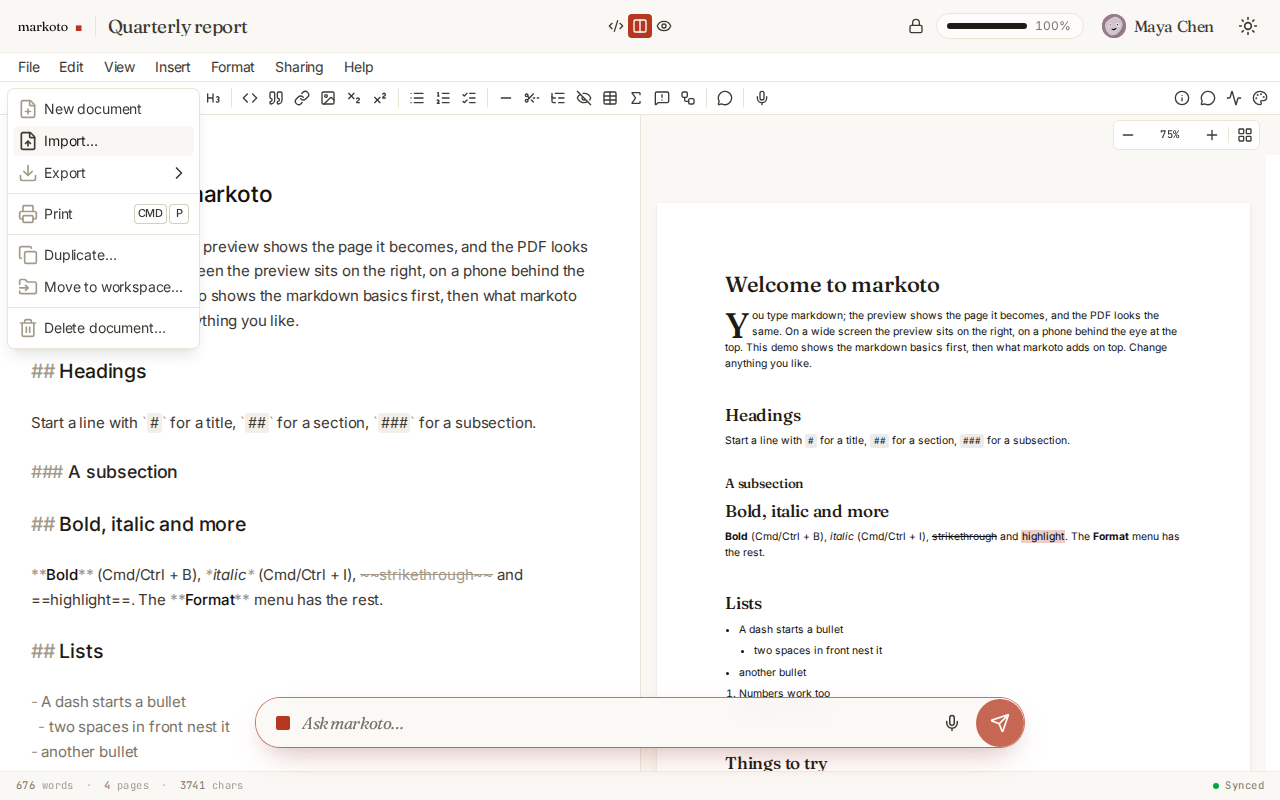 markoto
Quarterly report
100%
Maya Chen
File Edit View Insert Format Sharing Help
New document
Import...
Export
Print CMD P
Duplicate...
Move to workspace...
Delete document...
H3
75%
markoto
preview shows the page it becomes, and the PDF looks
the preview sits on the right, on a phone behind the
shows the markdown basics first, then what markoto
you like.
## Headings
Start a line with `#` for a title, `##` for a section, `###` for a subsection.
### A subsection
## Bold, italic and more
**Bold** (Cmd/Ctrl + B), *italic* (Cmd/Ctrl + I), ~~strikethrough~~ and
==highlight==. The **Format** menu has the rest.
## Lists
- A dash starts a bullet
- two spaces in front nest it
- another bullet
Welcome to markoto
You type markdown; the preview shows the page it becomes, and the PDF looks the
same. On a wide screen the preview sits on the right, on a phone behind the eye at the
top. This demo shows the markdown basics first, then what markoto adds on top. Change
anything you like.
Headings
Start a line with # for a title, ## for a section, ### for a subsection.
A subsection
Bold, italic and more
Bold (Cmd/Ctrl + B), italic (Cmd/Ctrl + I), strikethrough and highlight. The Format menu has
the rest.
Lists
• A dash starts a bullet
• two spaces in front nest it
• another bullet
1. Numbers work too
Things to try
Ask markoto...
676 words · 4 pages · 3741 chars
Synced